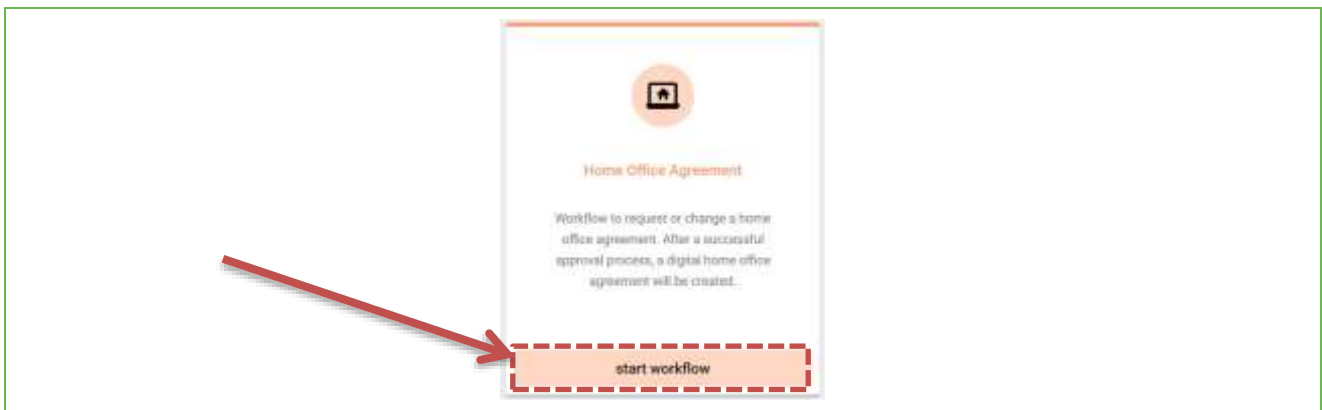 Home Office Agreement
Workflow to request or change a home
office agreement. After a successful
approval process, a digital home office
agreement will be created.
start workflow